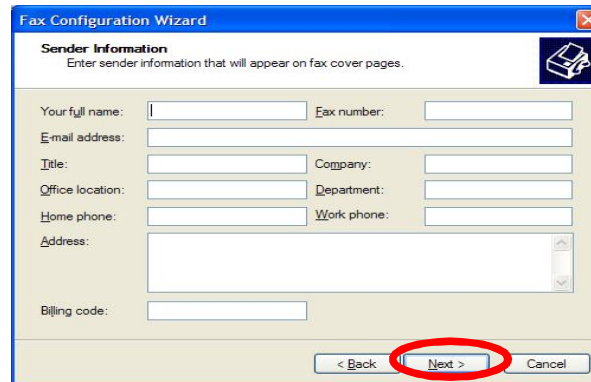 Fax Configuration Wizard
Sender Information
Enter sender information that will appear on fax cover pages.
Your full name: Fax number:
E-mail address:
Title: Company:
Office location: Department:
Home phone: Work phone:
Address:
Billing code:
< Back Next > Cancel